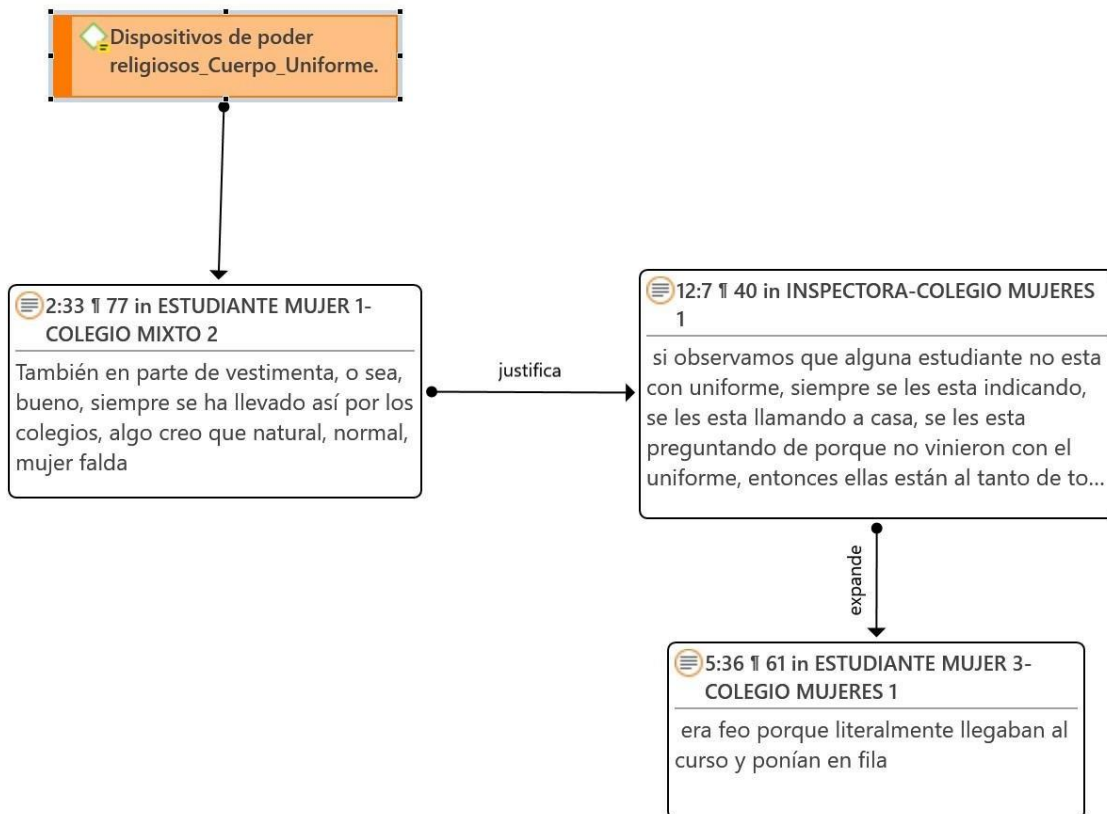 Dispositivos de poder
religiosos_Cuerpo_Uniforme.
2:33 ¶ 77 in ESTUDIANTE MUJER 1-
COLEGIO MIXTO 2
También en parte de vestimenta, o sea,
bueno, siempre se ha llevado así por los
colegios, algo creo que natural, normal,
mujer falda
justifica
12:7 ¶ 40 in INSPECTORA-COLEGIO MUJERES
1
si observamos que alguna estudiante no esta
con uniforme, siempre se les esta indicando,
se les esta llamando a casa, se les esta
preguntando de porque no vinieron con el
uniforme, entonces ellas están al tanto de to...
expande
5:36 ¶ 61 in ESTUDIANTE MUJER 3-
COLEGIO MUJERES 1
era feo porque literalmente llegaban al
curso y ponían en fila